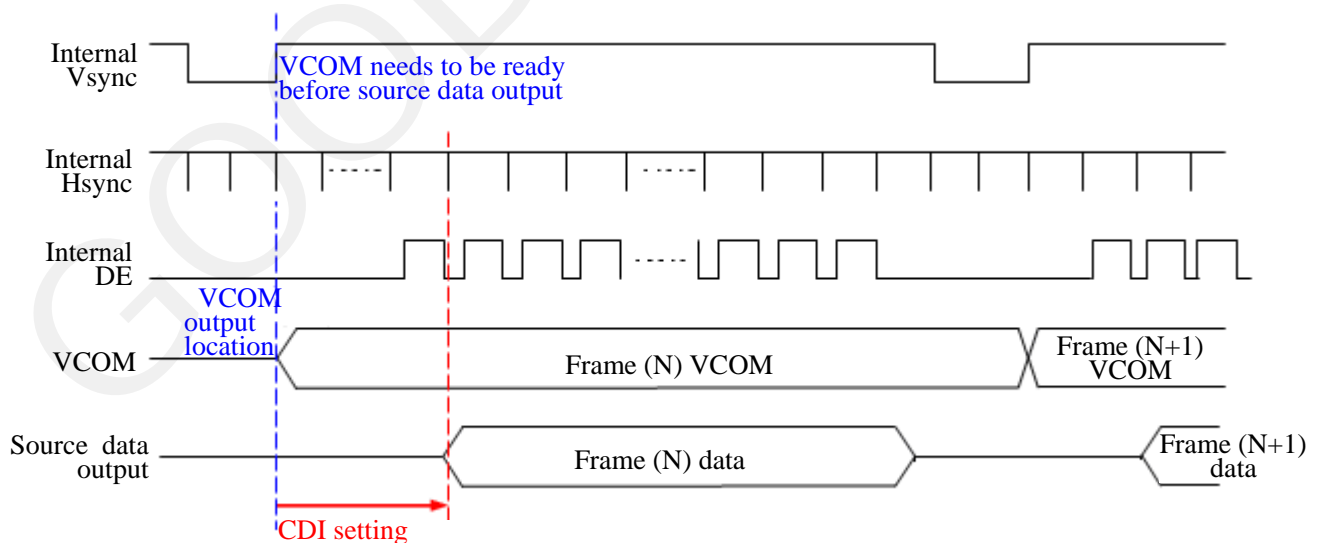 Internal
Vsync
VCOM needs to be ready
before source data output
Internal
Hsync
Internal
DE
VCOM
output
location
VCOM
Frame (N) VCOM
Frame (N+1)
VCOM
Source data
output
Frame (N) data
Frame (N+1)
data
CDI setting
GOOD